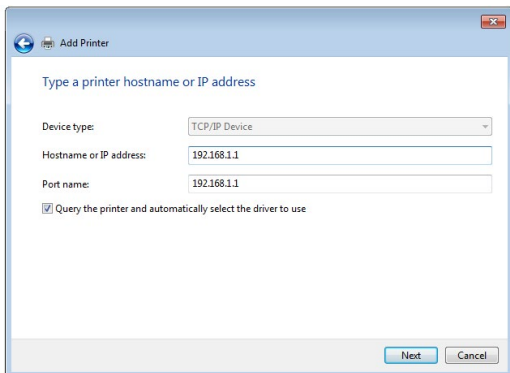 Add Printer
Type a printer hostname or IP address
Device type: TCP/IP Device
Hostname or IP address: 192.168.1.1
Port name: 192.168.1.1
Query the printer and automatically select the driver to use
Next Cancel